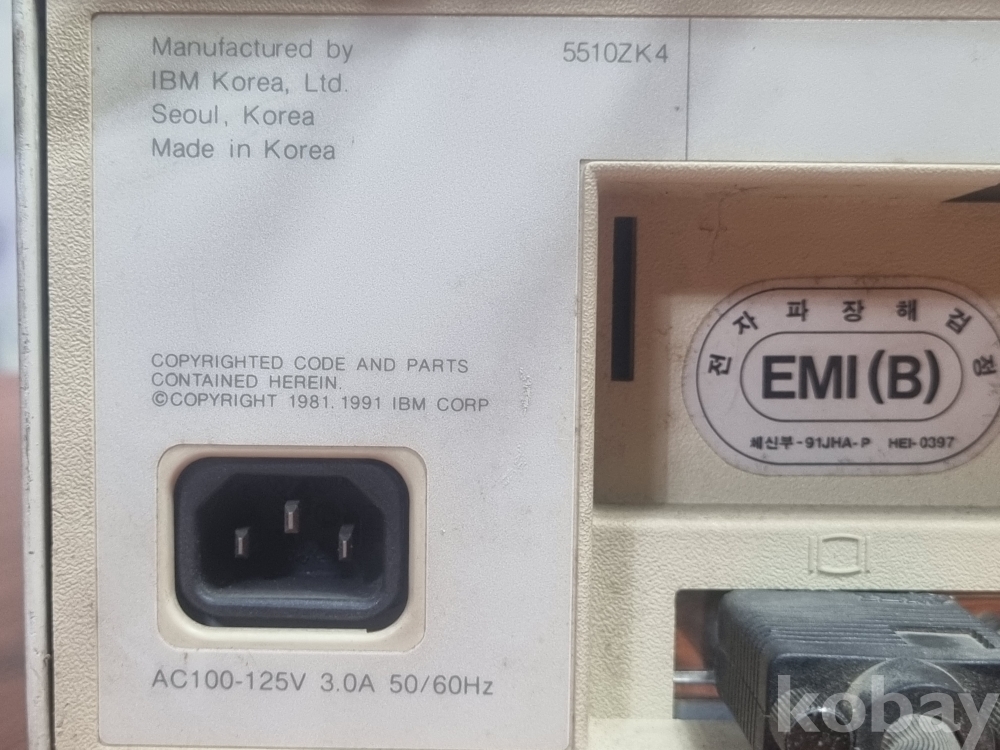 Manufactured by
IBM Korea, Ltd.
Seoul, Korea
Made in Korea
5510ZK4
COPYRIGHTED CODE AND PARTS
CONTAINED HEREIN.
©COPYRIGHT 1981. 1991 IBM CORP
AC100-125V 3.0A 50/60Hz
전자파장해검정
EMI(B)
체신부-91JHA-P HEI-0397
kobay